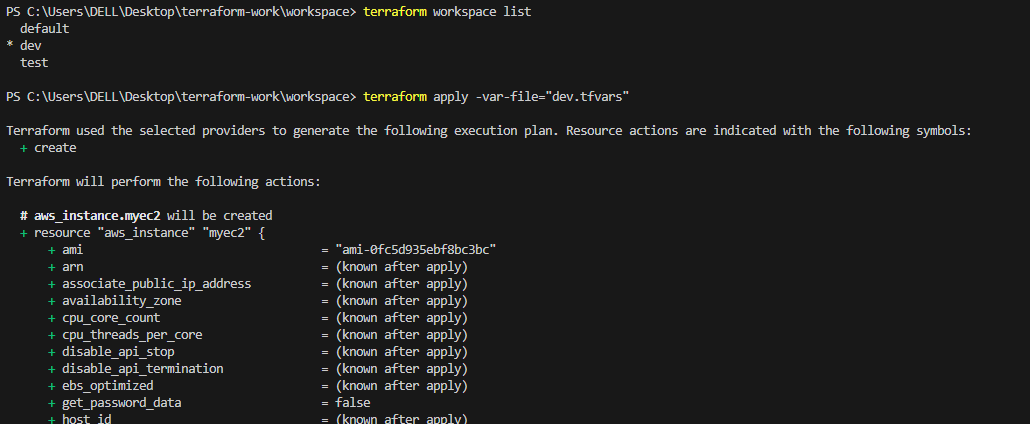 PS C:\Users\DELL\Desktop\terraform-work\workspace> terraform workspace list
  default
* dev
  test

PS C:\Users\DELL\Desktop\terraform-work\workspace> terraform apply -var-file="dev.tfvars"

Terraform used the selected providers to generate the following execution plan. Resource actions are indicated with the following symbols:
  + create

Terraform will perform the following actions:

  # aws_instance.myec2 will be created
  + resource "aws_instance" "myec2" {
      + ami                                  = "ami-0fc5d935ebf8bc3bc"
      + arn                                  = (known after apply)
      + associate_public_ip_address          = (known after apply)
      + availability_zone                    = (known after apply)
      + cpu_core_count                       = (known after apply)
      + cpu_threads_per_core                 = (known after apply)
      + disable_api_stop                     = (known after apply)
      + disable_api_termination              = (known after apply)
      + ebs_optimized                        = (known after apply)
      + get_password_data                    = false
      + host_id                              = (known after apply)